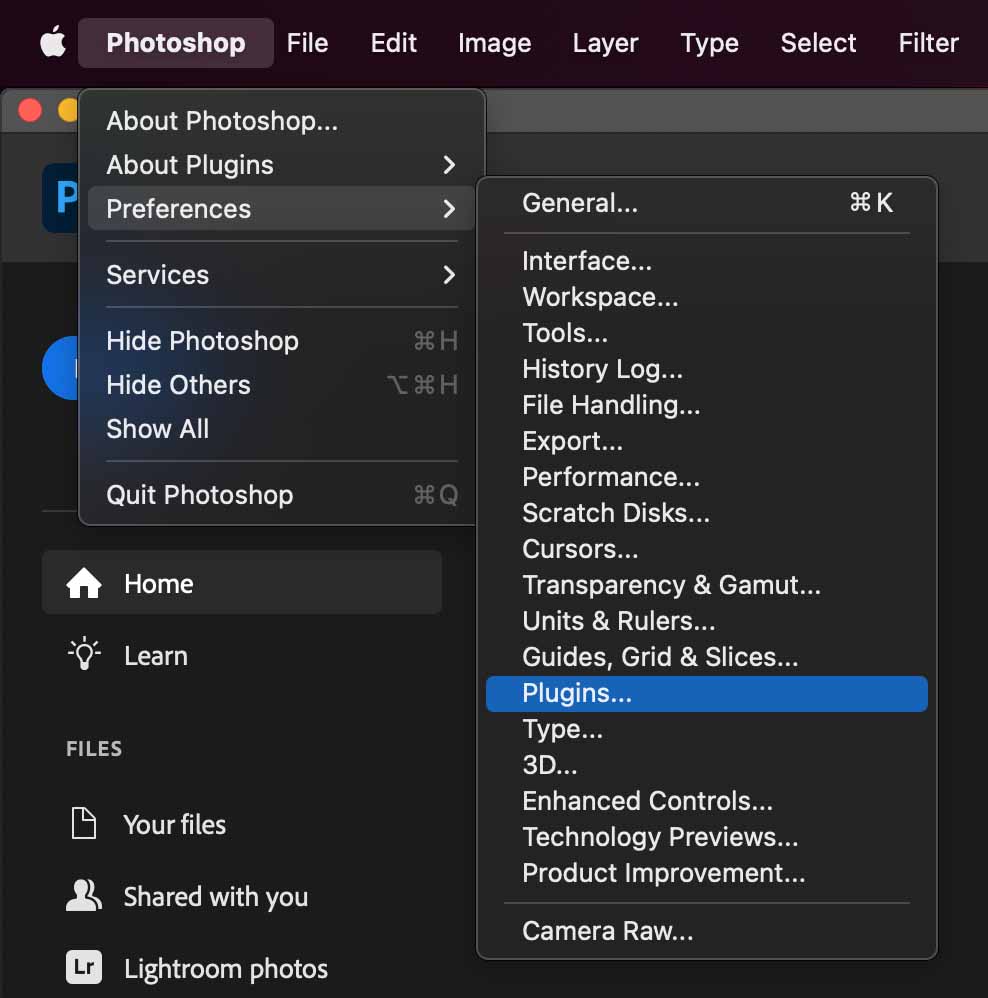 Photoshop File Edit Image Layer Type Select Filter
About Photoshop...
About Plugins
Preferences
Services
Hide Photoshop ⌘H
Hide Others ⌥⌘H
Show All
Quit Photoshop ⌘Q
General... ⌘K
Interface...
Workspace...
Tools...
History Log...
File Handling...
Export...
Performance...
Scratch Disks...
Cursors...
Transparency & Gamut...
Units & Rulers...
Guides, Grid & Slices...
Plugins...
Type...
3D...
Enhanced Controls...
Technology Previews...
Product Improvement...
Camera Raw...
P
Home
Learn
FILES
Your files
Shared with you
Lr Lightroom photos